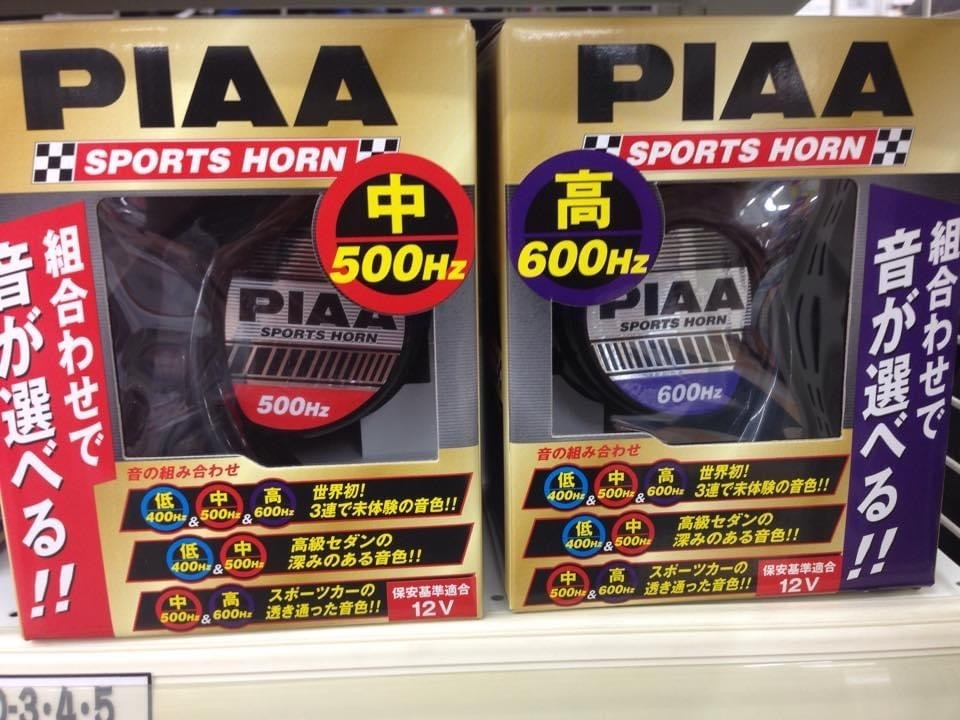 PIAA
SPORTS HORN
中
500Hz
組合わせで
音が選べる!!
PIAA
SPORTS HORN
500Hz
音の組み合わせ
低 400Hz & 中 500Hz & 高 600Hz 世界初!
3連で未体験の音色!!
低 400Hz & 中 500Hz 高級セダンの
深みのある音色!!
中 500Hz & 高 600Hz スポーツカーの
透き通った音色!!
保安基準適合
12V
PIAA
SPORTS HORN
高
600Hz
組合わせで
音が選べる!!
PIAA
SPORTS HORN
600Hz
音の組み合わせ
低 400Hz & 中 500Hz & 高 600Hz 世界初!
3連で未体験の音色!!
低 400Hz & 中 500Hz 高級セダンの
深みのある音色!!
中 500Hz & 高 600Hz スポーツカーの
透き通った音色!!
保安基準適合
12V
-3・4・5